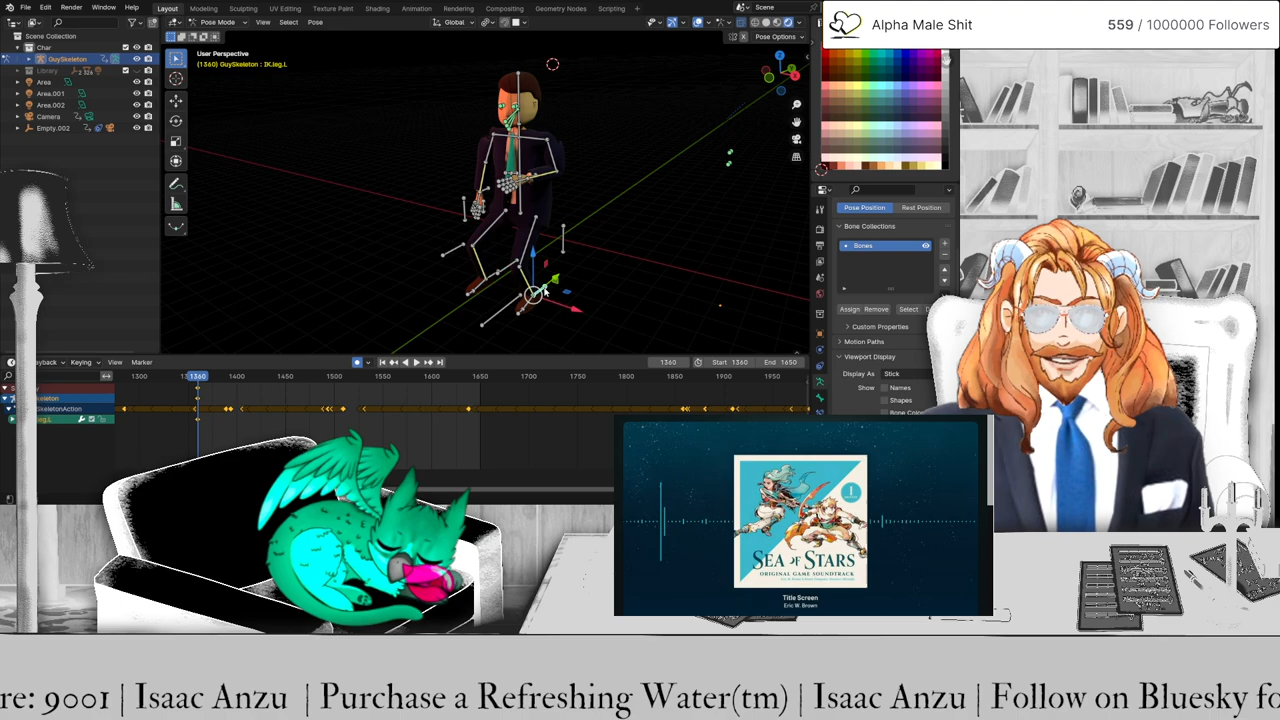 File Edit Render Window Help
Layout Modeling Sculpting UV Editing Texture Paint Shading Animation Rendering Compositing Geometry Nodes Scripting
Scene
Pose Mode View Select Pose Global
Pose Options
Scene Collection
Char
GuySkeleton
Library
Area
Area.001
Area.002
Camera
Empty.002
User Perspective
(1360) GuySkeleton : IK.leg.L
Alpha Male Shit
559 / 1000000 Followers
Pose Position Rest Position
Bone Collections
Bones
Assign Remove Select
Custom Properties
Motion Paths
Viewport Display
Display As Stick
Show Names
Shapes
yback Keying View Marker
1360 Start 1360 End 1650
1300 1360 1400 1450 1500 1550 1600 1650 1700 1750 1800 1850 1900 1950
keleton
SkeletonAction
SEA OF STARS
ORIGINAL GAME SOUNDTRACK
Title Screen
Eric W. Brown
re: 9001 | Isaac Anzu | Purchase a Refreshing Water(tm) | Isaac Anzu | Follow on Bluesky fo